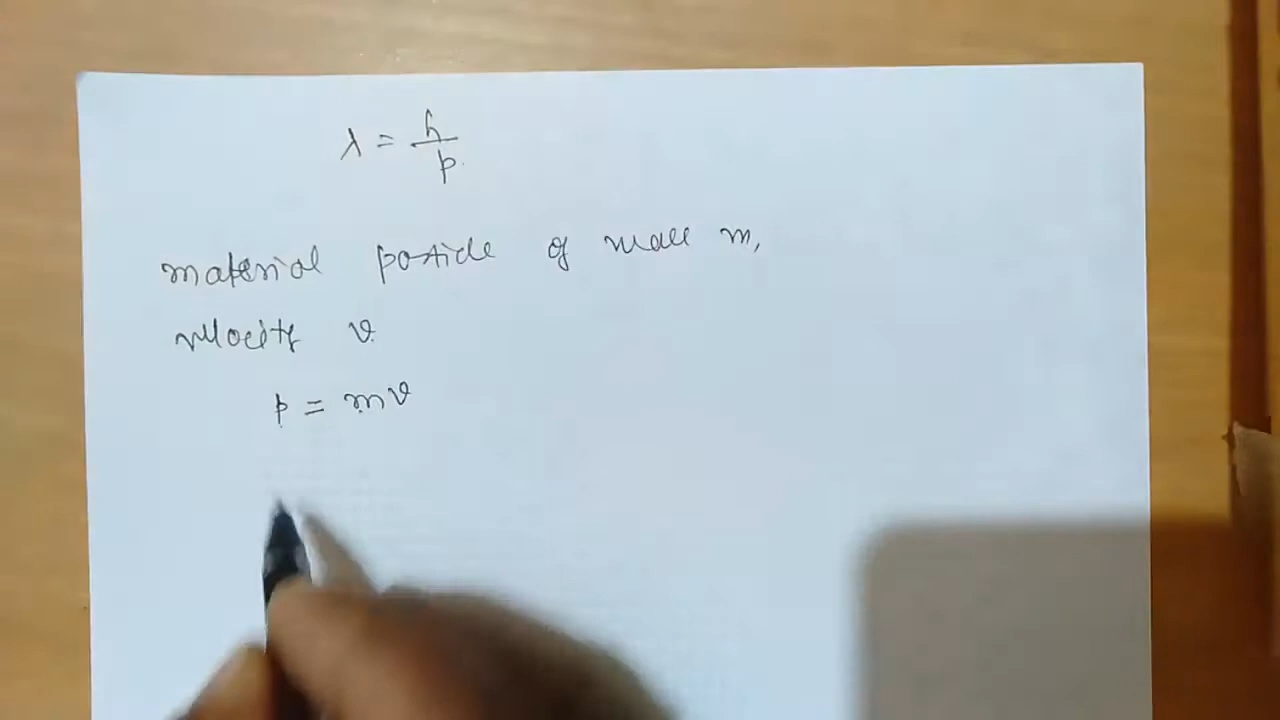 λ = h/p.
material particle of mass m,
velocity v.
p = mv